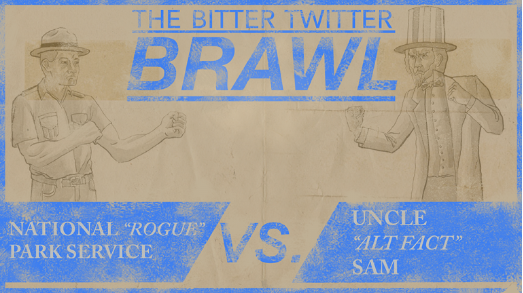 THE BITTER TWITTER
BRAWL
NATIONAL "ROGUE"
PARK SERVICE
VS.
UNCLE
"ALT FACT"
SAM